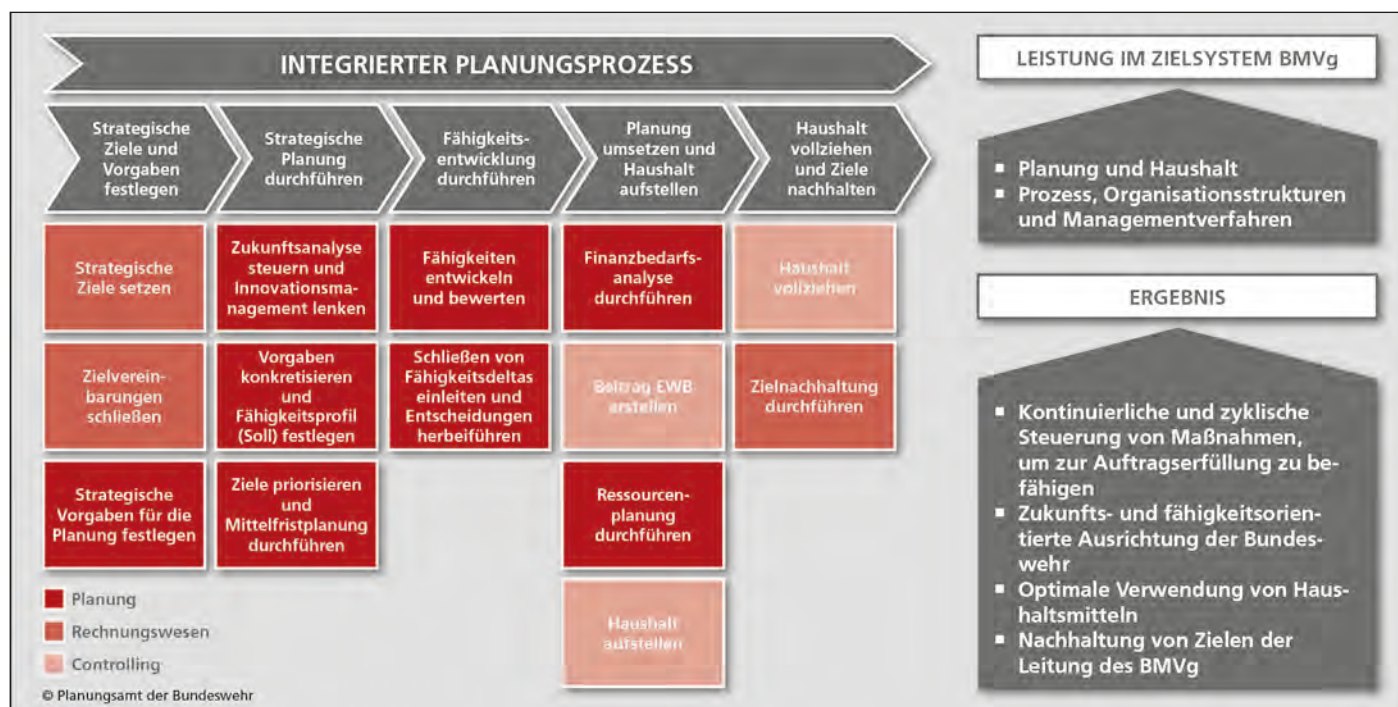 INTEGRIERTER PLANUNGSPROZESS
Strategische
Ziele und
Vorgaben
festlegen
Strategische
Planung
durchführen
Fähigkeits-
entwicklung
durchführen
Planung
umsetzen und
Haushalt
aufstellen
Haushalt
vollziehen
und Ziele
nachhalten
Strategische
Ziele setzen
Zukunftsanalyse
steuern und
Innovationsma-
nagement lenken
Fähigkeiten
entwickeln
und bewerten
Finanzbedarfs-
analyse
durchführen
Haushalt
vollziehen
Zielverein-
barungen
schließen
Vorgaben
konkretisieren
und
Fähigkeitsprofil
(Soll) festlegen
Schließen von
Fähigkeitsdeltas
einleiten und
Entscheidungen
herbeiführen
Beitrag EWB
erstellen
Zielnachhaltung
durchführen
Strategische
Vorgaben für die
Planung festlegen
Ziele priorisieren
und
Mittelfristplanung
durchführen
Ressourcen-
planung
durchführen
Haushalt
aufstellen
Planung
Rechnungswesen
Controlling
© Planungsamt der Bundeswehr
LEISTUNG IM ZIELSYSTEM BMVg
▪ Planung und Haushalt
▪ Prozess, Organisationsstrukturen
und Managementverfahren
ERGEBNIS
▪ Kontinuierliche und zyklische
Steuerung von Maßnahmen,
um zur Auftragserfüllung zu be-
fähigen
▪ Zukunfts- und fähigkeitsorien-
tierte Ausrichtung der Bundes-
wehr
▪ Optimale Verwendung von Haus-
haltsmitteln
▪ Nachhaltung von Zielen der
Leitung des BMVg